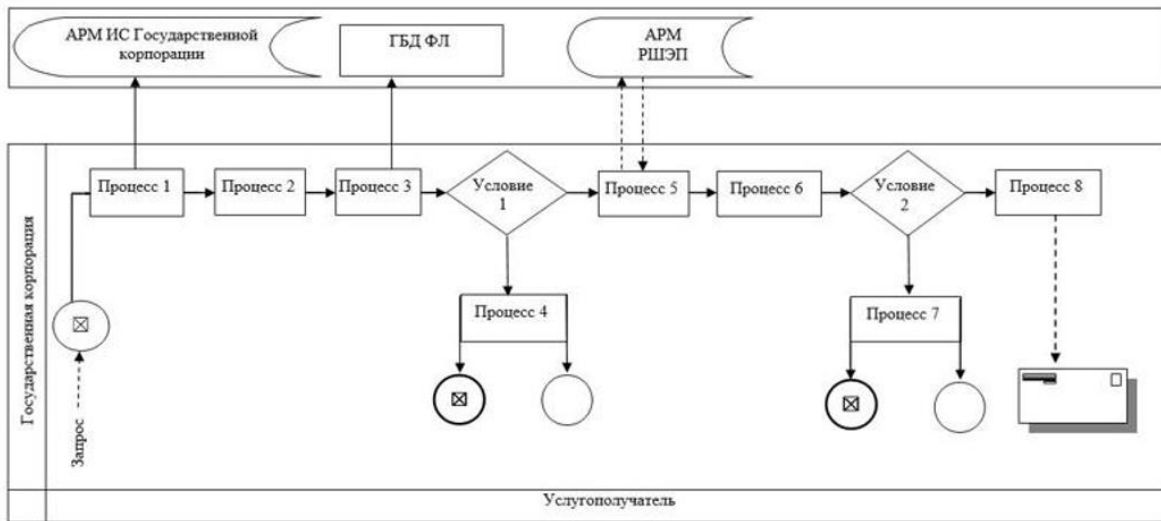 АРМ ИС Государственной
корпорации
ГБД ФЛ
АРМ
РШЭП
Государственная корпорация
Процесс 1
Процесс 2
Процесс 3
Условие
1
Процесс 5
Процесс 6
Условие
2
Процесс 8
Процесс 4
Процесс 7
Запрос
Услугополучатель